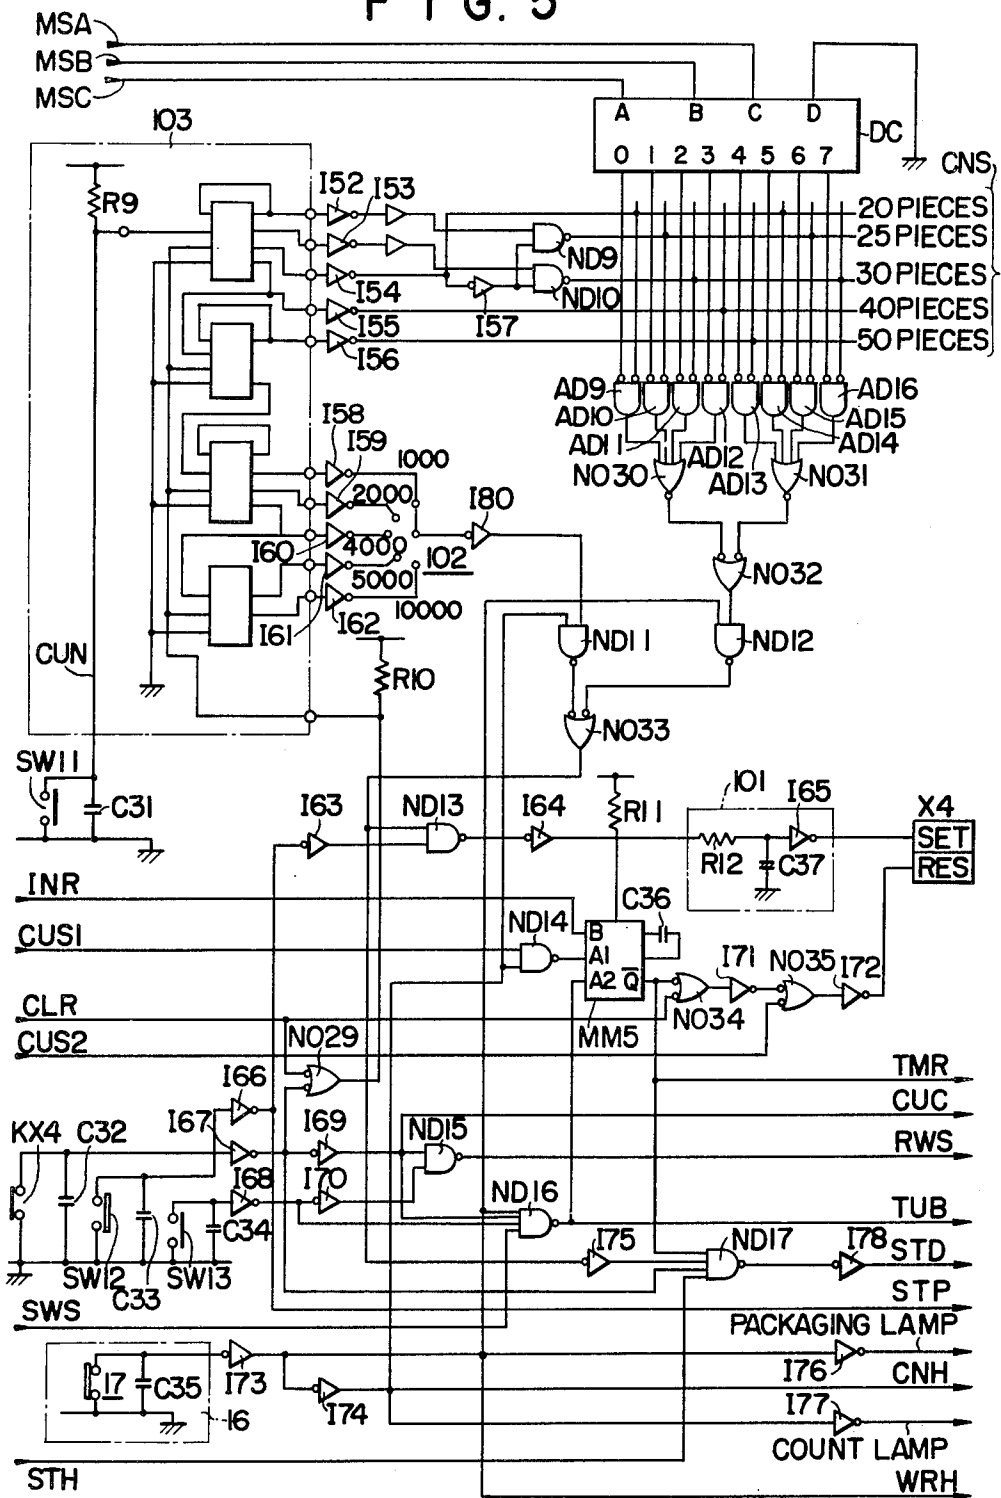 FIG. 5
MSA
MSB
MSC
103
A B C D
DC
0 1 2 3 4 5 6 7
CNS
R9
I52
I53
20 PIECES
25 PIECES
ND9
30 PIECES
I54
I57
ND10
I55
40 PIECES
I56
50 PIECES
AD9
AD16
AD10
AD15
I58
AD11
AD14
I59
1000
NO30
AD12
AD13
NO31
2000
I80
I60
4000
102
5000
NO32
10000
I61
I62
ND11
ND12
CUN
R10
NO33
SW11
C31
I63
ND13
I64
R11
101
I65
X4
SET
R12
C37
RES
INR
C36
ND14
B
CUS1
A1
I71
NO35
I72
A2 Q̅
CLR
NO34
MM5
CUS2
NO29
TMR
I66
CUC
KX4
C32
I67
I69
ND15
RWS
I68
I70
ND16
TUB
C34
I75
ND17
I78
STD
SW12
C33
SW13
STP
SWS
PACKAGING LAMP
17
C35
I73
I76
CNH
16
I74
I77
COUNT LAMP
STH
WRH